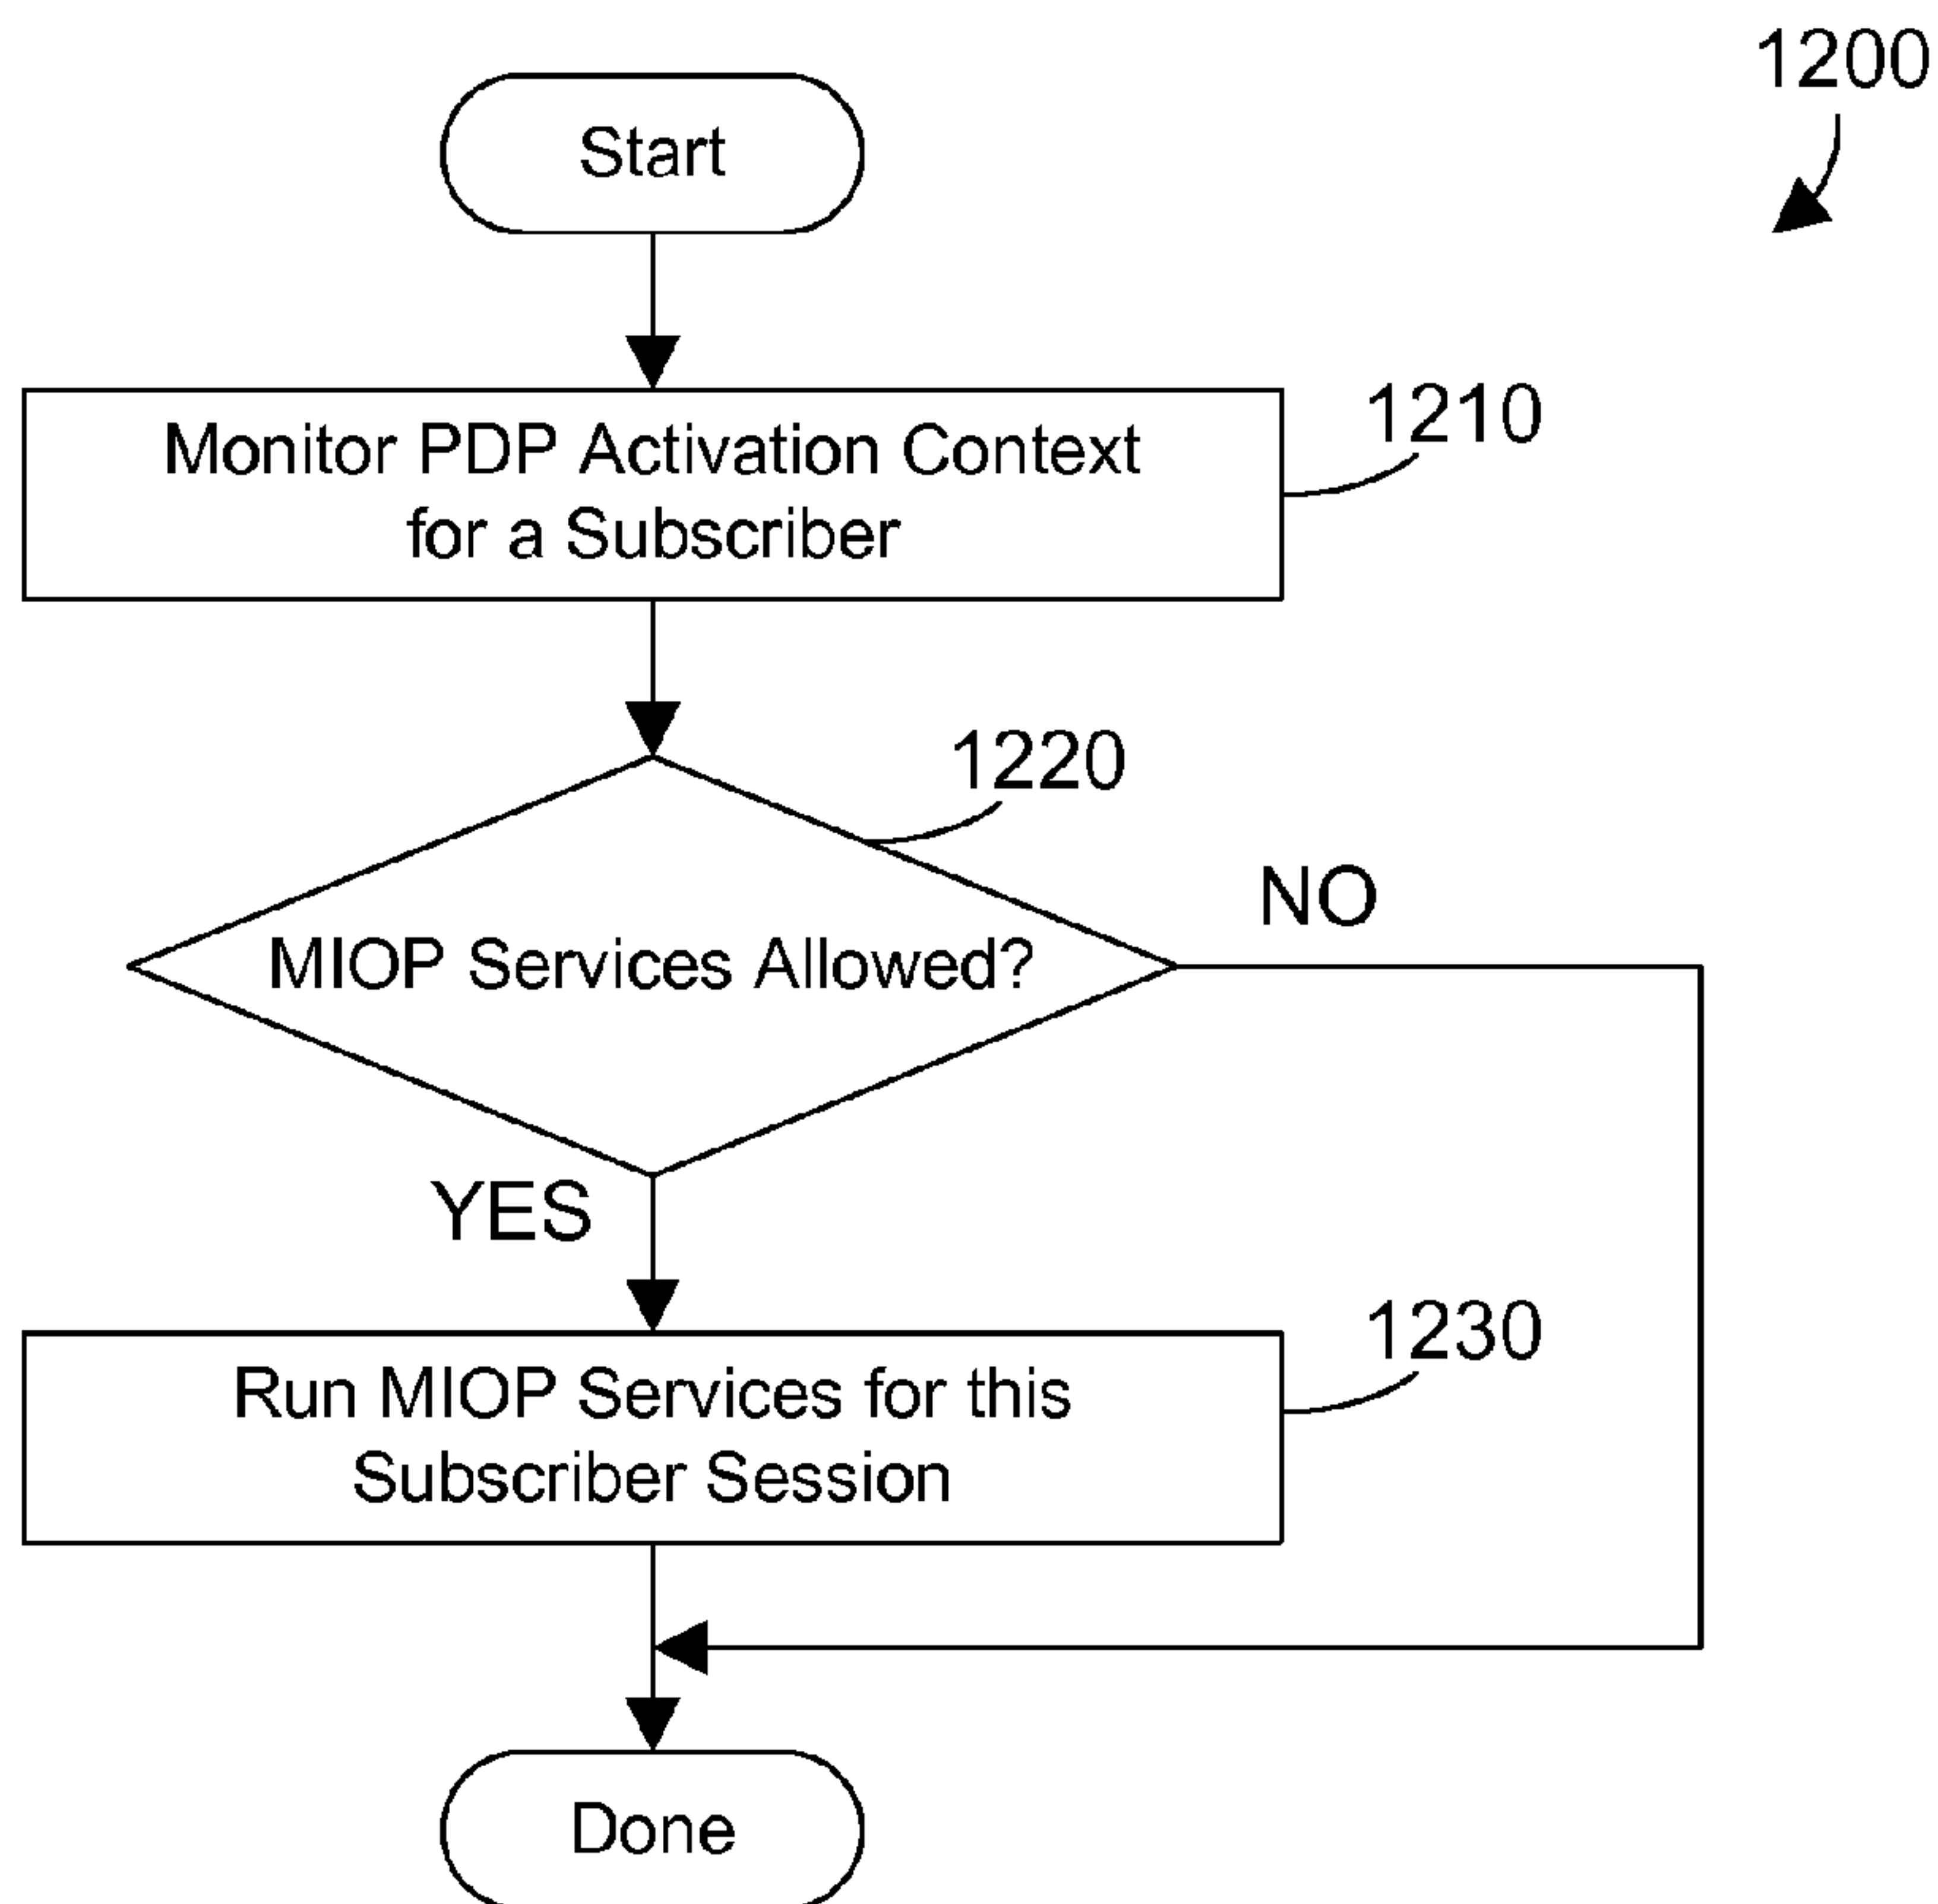 1200
Start
Monitor PDP Activation Context
for a Subscriber
1210
1220
MIOP Services Allowed?
NO
YES
Run MIOP Services for this
Subscriber Session
1230
Done